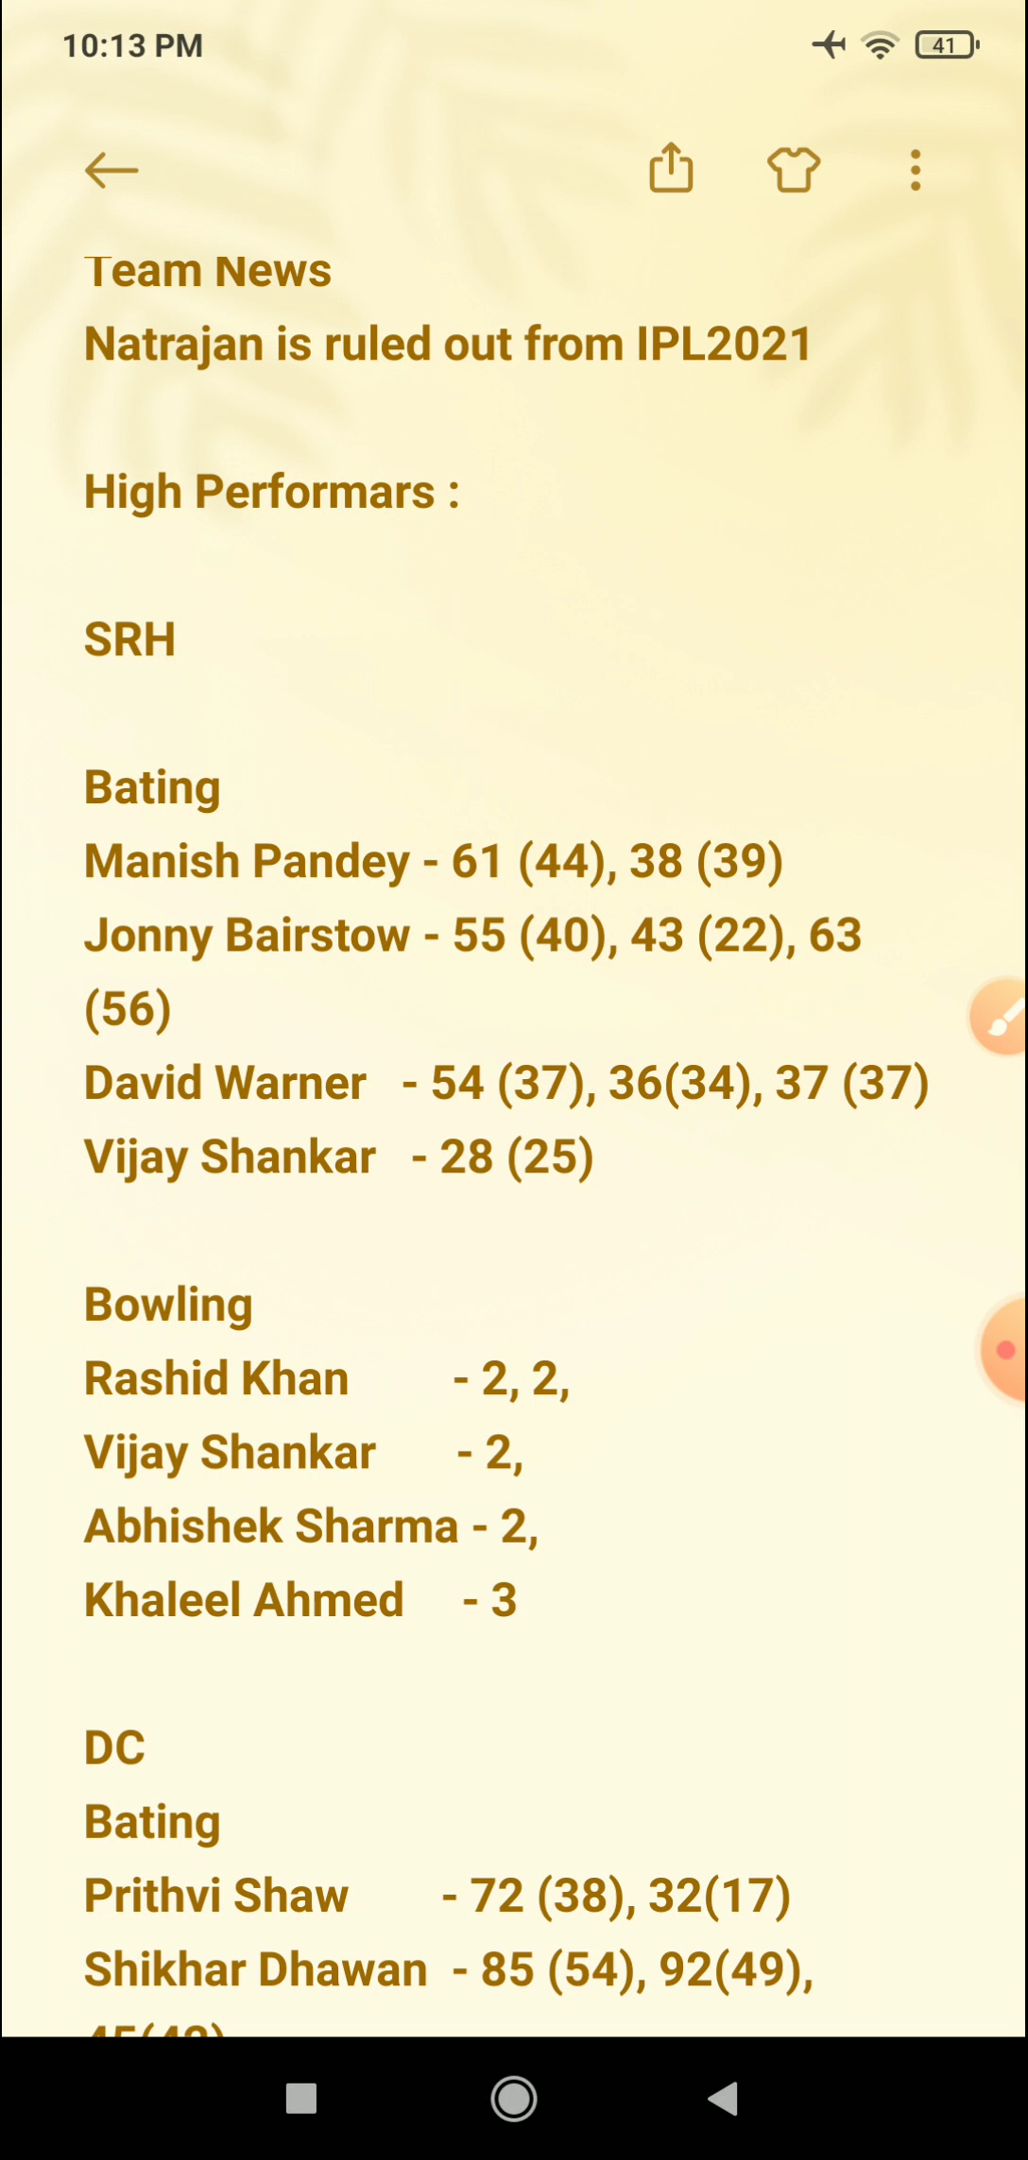 10:13 PM
41
Team News
Natrajan is ruled out from IPL2021
High Performars :
SRH
Bating
Manish Pandey - 61 (44), 38 (39)
Jonny Bairstow - 55 (40), 43 (22), 63
(56)
David Warner - 54 (37), 36(34), 37 (37)
Vijay Shankar - 28 (25)
Bowling
Rashid Khan - 2, 2,
Vijay Shankar - 2,
Abhishek Sharma - 2,
Khaleel Ahmed - 3
DC
Bating
Prithvi Shaw - 72 (38), 32(17)
Shikhar Dhawan - 85 (54), 92(49),